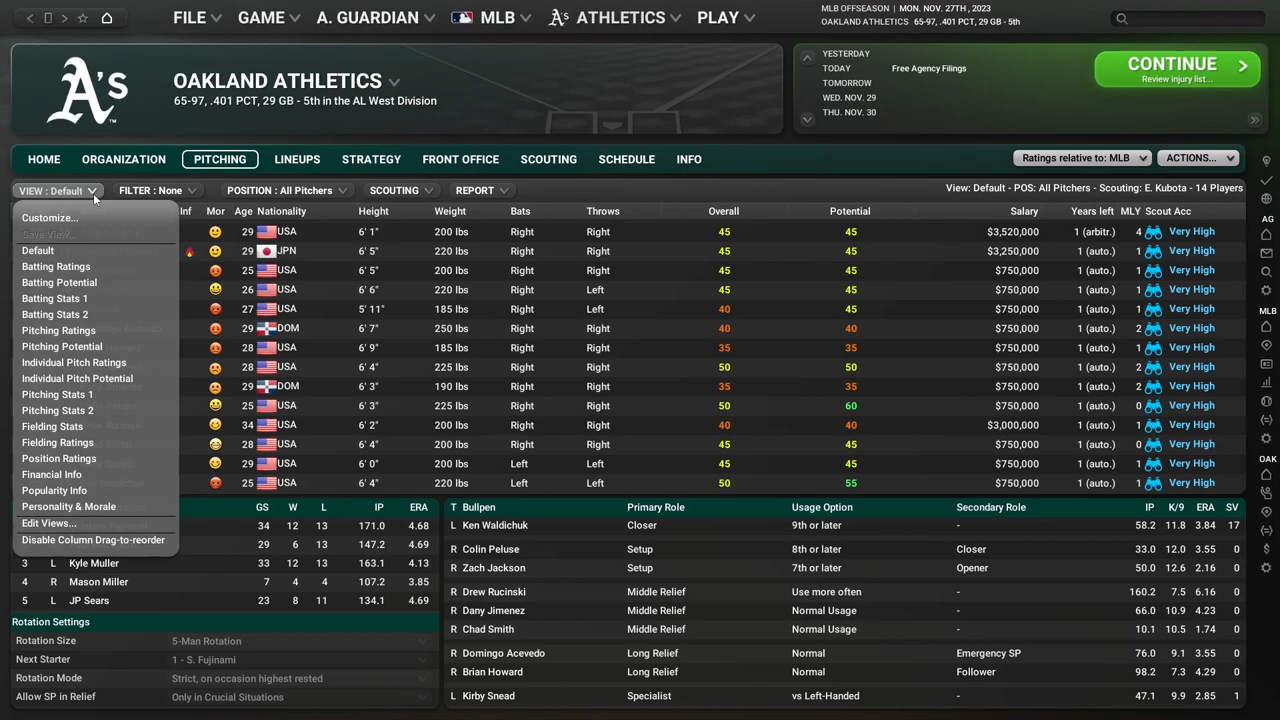 FILE GAME A. GUARDIAN MLB ATHLETICS PLAY
MLB OFFSEASON | MON. NOV. 27TH , 2023
OAKLAND ATHLETICS | 65-97, .401 PCT, 29 GB - 5th
A's
OAKLAND ATHLETICS
65-97, .401 PCT, 29 GB - 5th in the AL West Division
YESTERDAY
TODAY Free Agency Filings
TOMORROW
WED. NOV. 29
THU. NOV. 30
CONTINUE
Review injury list...
HOME ORGANIZATION PITCHING LINEUPS STRATEGY FRONT OFFICE SCOUTING SCHEDULE INFO
Ratings relative to: MLB ACTIONS...
VIEW : Default FILTER : None POSITION : All Pitchers SCOUTING REPORT
View: Default - POS: All Pitchers - Scouting: E. Kubota - 14 Players
Inf Mor Age Nationality Height Weight Bats Throws Overall Potential Salary Years left MLY Scout Acc
29 USA 6' 1" 200 lbs Right Right 45 45 $3,520,000 1 (arbitr.) 4 Very High
29 JPN 6' 5" 220 lbs Right Right 45 45 $3,250,000 1 (auto.) 1 Very High
25 USA 6' 5" 200 lbs Right Right 45 45 $750,000 1 (auto.) 1 Very High
26 USA 6' 6" 220 lbs Right Left 45 45 $750,000 1 (auto.) 1 Very High
27 USA 5' 11" 185 lbs Right Left 40 45 $750,000 1 (auto.) 1 Very High
29 DOM 6' 7" 250 lbs Right Right 40 40 $750,000 1 (auto.) 2 Very High
28 USA 6' 9" 185 lbs Right Right 35 35 $750,000 1 (auto.) 1 Very High
28 USA 6' 4" 225 lbs Right Right 50 50 $750,000 1 (auto.) 2 Very High
29 DOM 6' 3" 190 lbs Right Right 35 35 $750,000 1 (auto.) 2 Very High
25 USA 6' 3" 220 lbs Right Right 50 60 $750,000 1 (auto.) 0 Very High
34 USA 6' 2" 200 lbs Right Right 40 40 $3,000,000 1 (auto.) 1 Very High
28 USA 6' 4" 200 lbs Right Right 45 45 $750,000 1 (auto.) 0 Very High
29 USA 6' 0" 200 lbs Left Left 45 45 $750,000 1 (auto.) 1 Very High
25 USA 6' 4" 220 lbs Left Left 50 55 $750,000 1 (auto.) 1 Very High
Customize...
Save View...
Default
Batting Ratings
Batting Potential
Batting Stats 1
Batting Stats 2
Pitching Ratings
Pitching Potential
Individual Pitch Ratings
Individual Pitch Potential
Pitching Stats 1
Pitching Stats 2
Fielding Stats
Fielding Ratings
Position Ratings
Financial Info
Popularity Info
Personality & Morale
Edit Views...
Disable Column Drag-to-reorder
GS W L IP ERA
34 12 13 171.0 4.68
29 6 13 147.2 4.69
3 L Kyle Muller 33 12 13 163.1 4.13
4 R Mason Miller 7 4 4 107.2 3.85
5 L JP Sears 23 8 11 134.1 4.69
Rotation Settings
Rotation Size 5-Man Rotation
Next Starter 1 - S. Fujinami
Rotation Mode Strict, on occasion highest rested
Allow SP in Relief Only in Crucial Situations
T Bullpen Primary Role Usage Option Secondary Role IP K/9 ERA SV
L Ken Waldichuk Closer 9th or later - 58.2 11.8 3.84 17
R Colin Peluse Setup 8th or later Closer 33.0 12.0 3.55 0
R Zach Jackson Setup 7th or later Opener 50.0 12.6 2.16 0
R Drew Rucinski Middle Relief Use more often - 160.2 7.5 6.16 0
R Dany Jimenez Middle Relief Normal Usage - 66.0 10.9 4.23 0
R Chad Smith Middle Relief Normal Usage - 10.1 10.5 1.74 0
R Domingo Acevedo Long Relief Normal Emergency SP 76.0 9.1 3.55 0
R Brian Howard Long Relief Normal Follower 98.2 7.3 4.29 0
L Kirby Snead Specialist vs Left-Handed - 47.1 9.9 2.85 1
AG
MLB
OAK